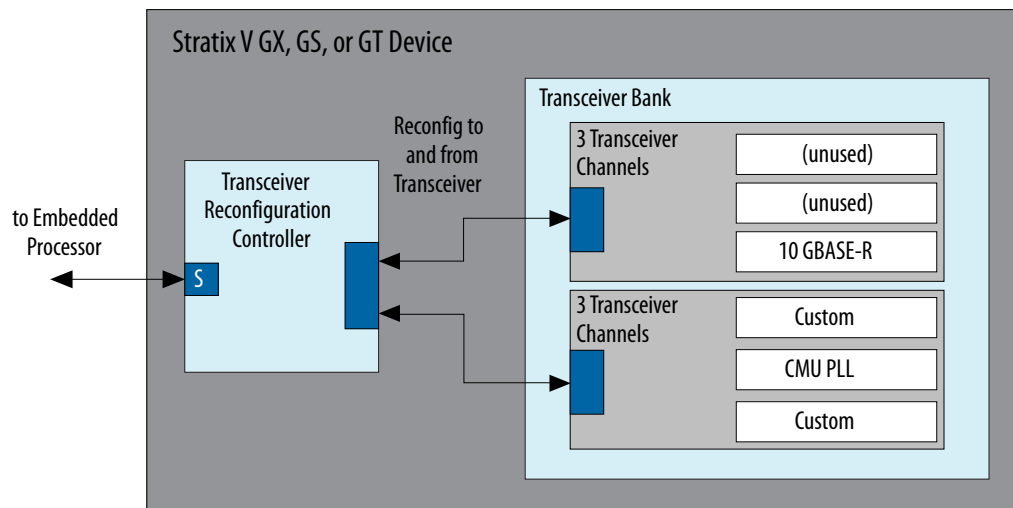 Stratix V GX, GS, or GT Device
Transceiver Bank
Reconfig to
and from
Transceiver
3 Transceiver
Channels
(unused)
(unused)
10 GBASE-R
Transceiver
Reconfiguration
Controller
to Embedded
Processor
S
3 Transceiver
Channels
Custom
CMU PLL
Custom